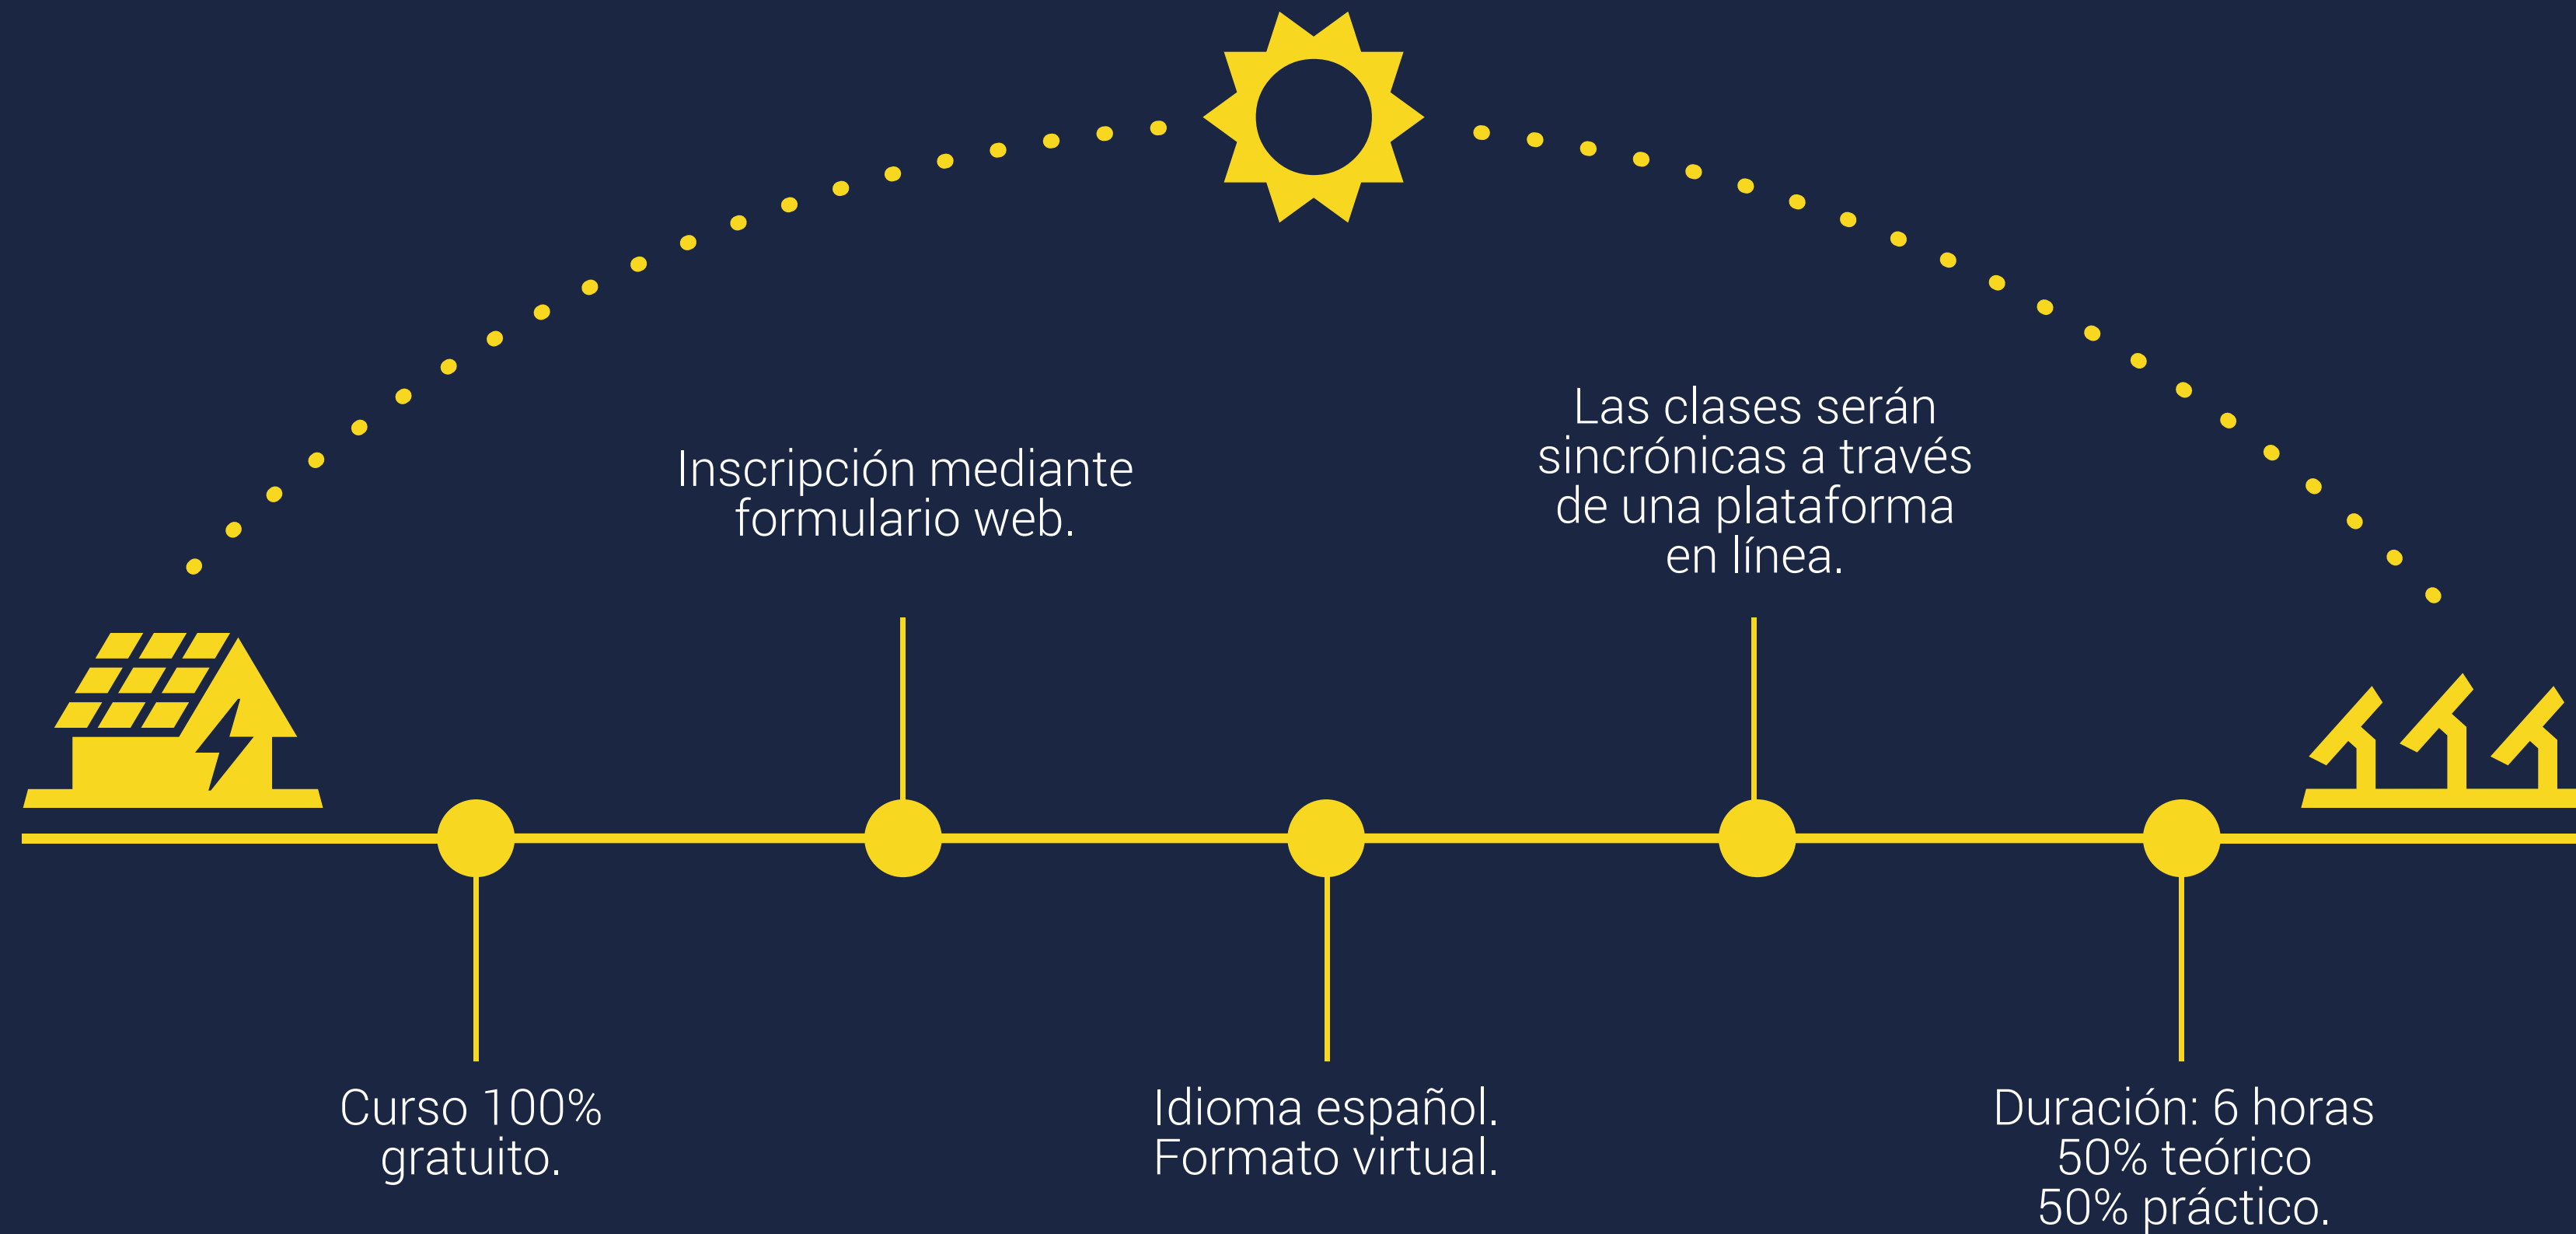 Curso 100%
gratuito.
Inscripción mediante
formulario web.
Idioma español.
Formato virtual.
Las clases serán
sincrónicas a través
de una plataforma
en línea.
Duración: 6 horas
50% teórico
50% práctico.